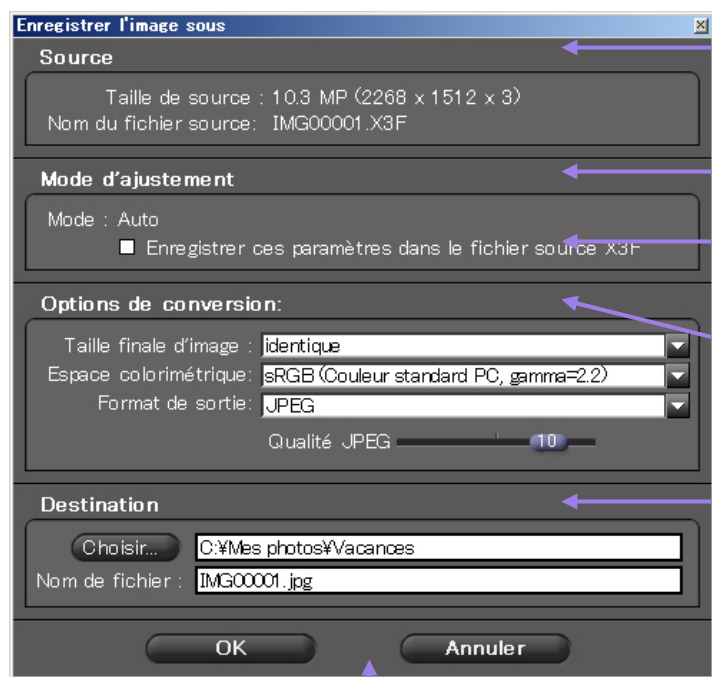 Enregistrer l'image sous
Source
Taille de source : 10.3 MP (2268 x 1512 x 3)
Nom du fichier source: IMG00001.X3F
Mode d'ajustement
Mode : Auto
Enregistrer ces paramètres dans le fichier source X3F
Options de conversion:
Taille finale d'image : identique
Espace colorimétrique: sRGB (Couleur standard PC, gamma=2.2)
Format de sortie: JPEG
Qualité JPEG 10
Destination
Choisir... C:¥Mes photos¥Vacances
Nom de fichier : IMG00001.jpg
OK Annuler